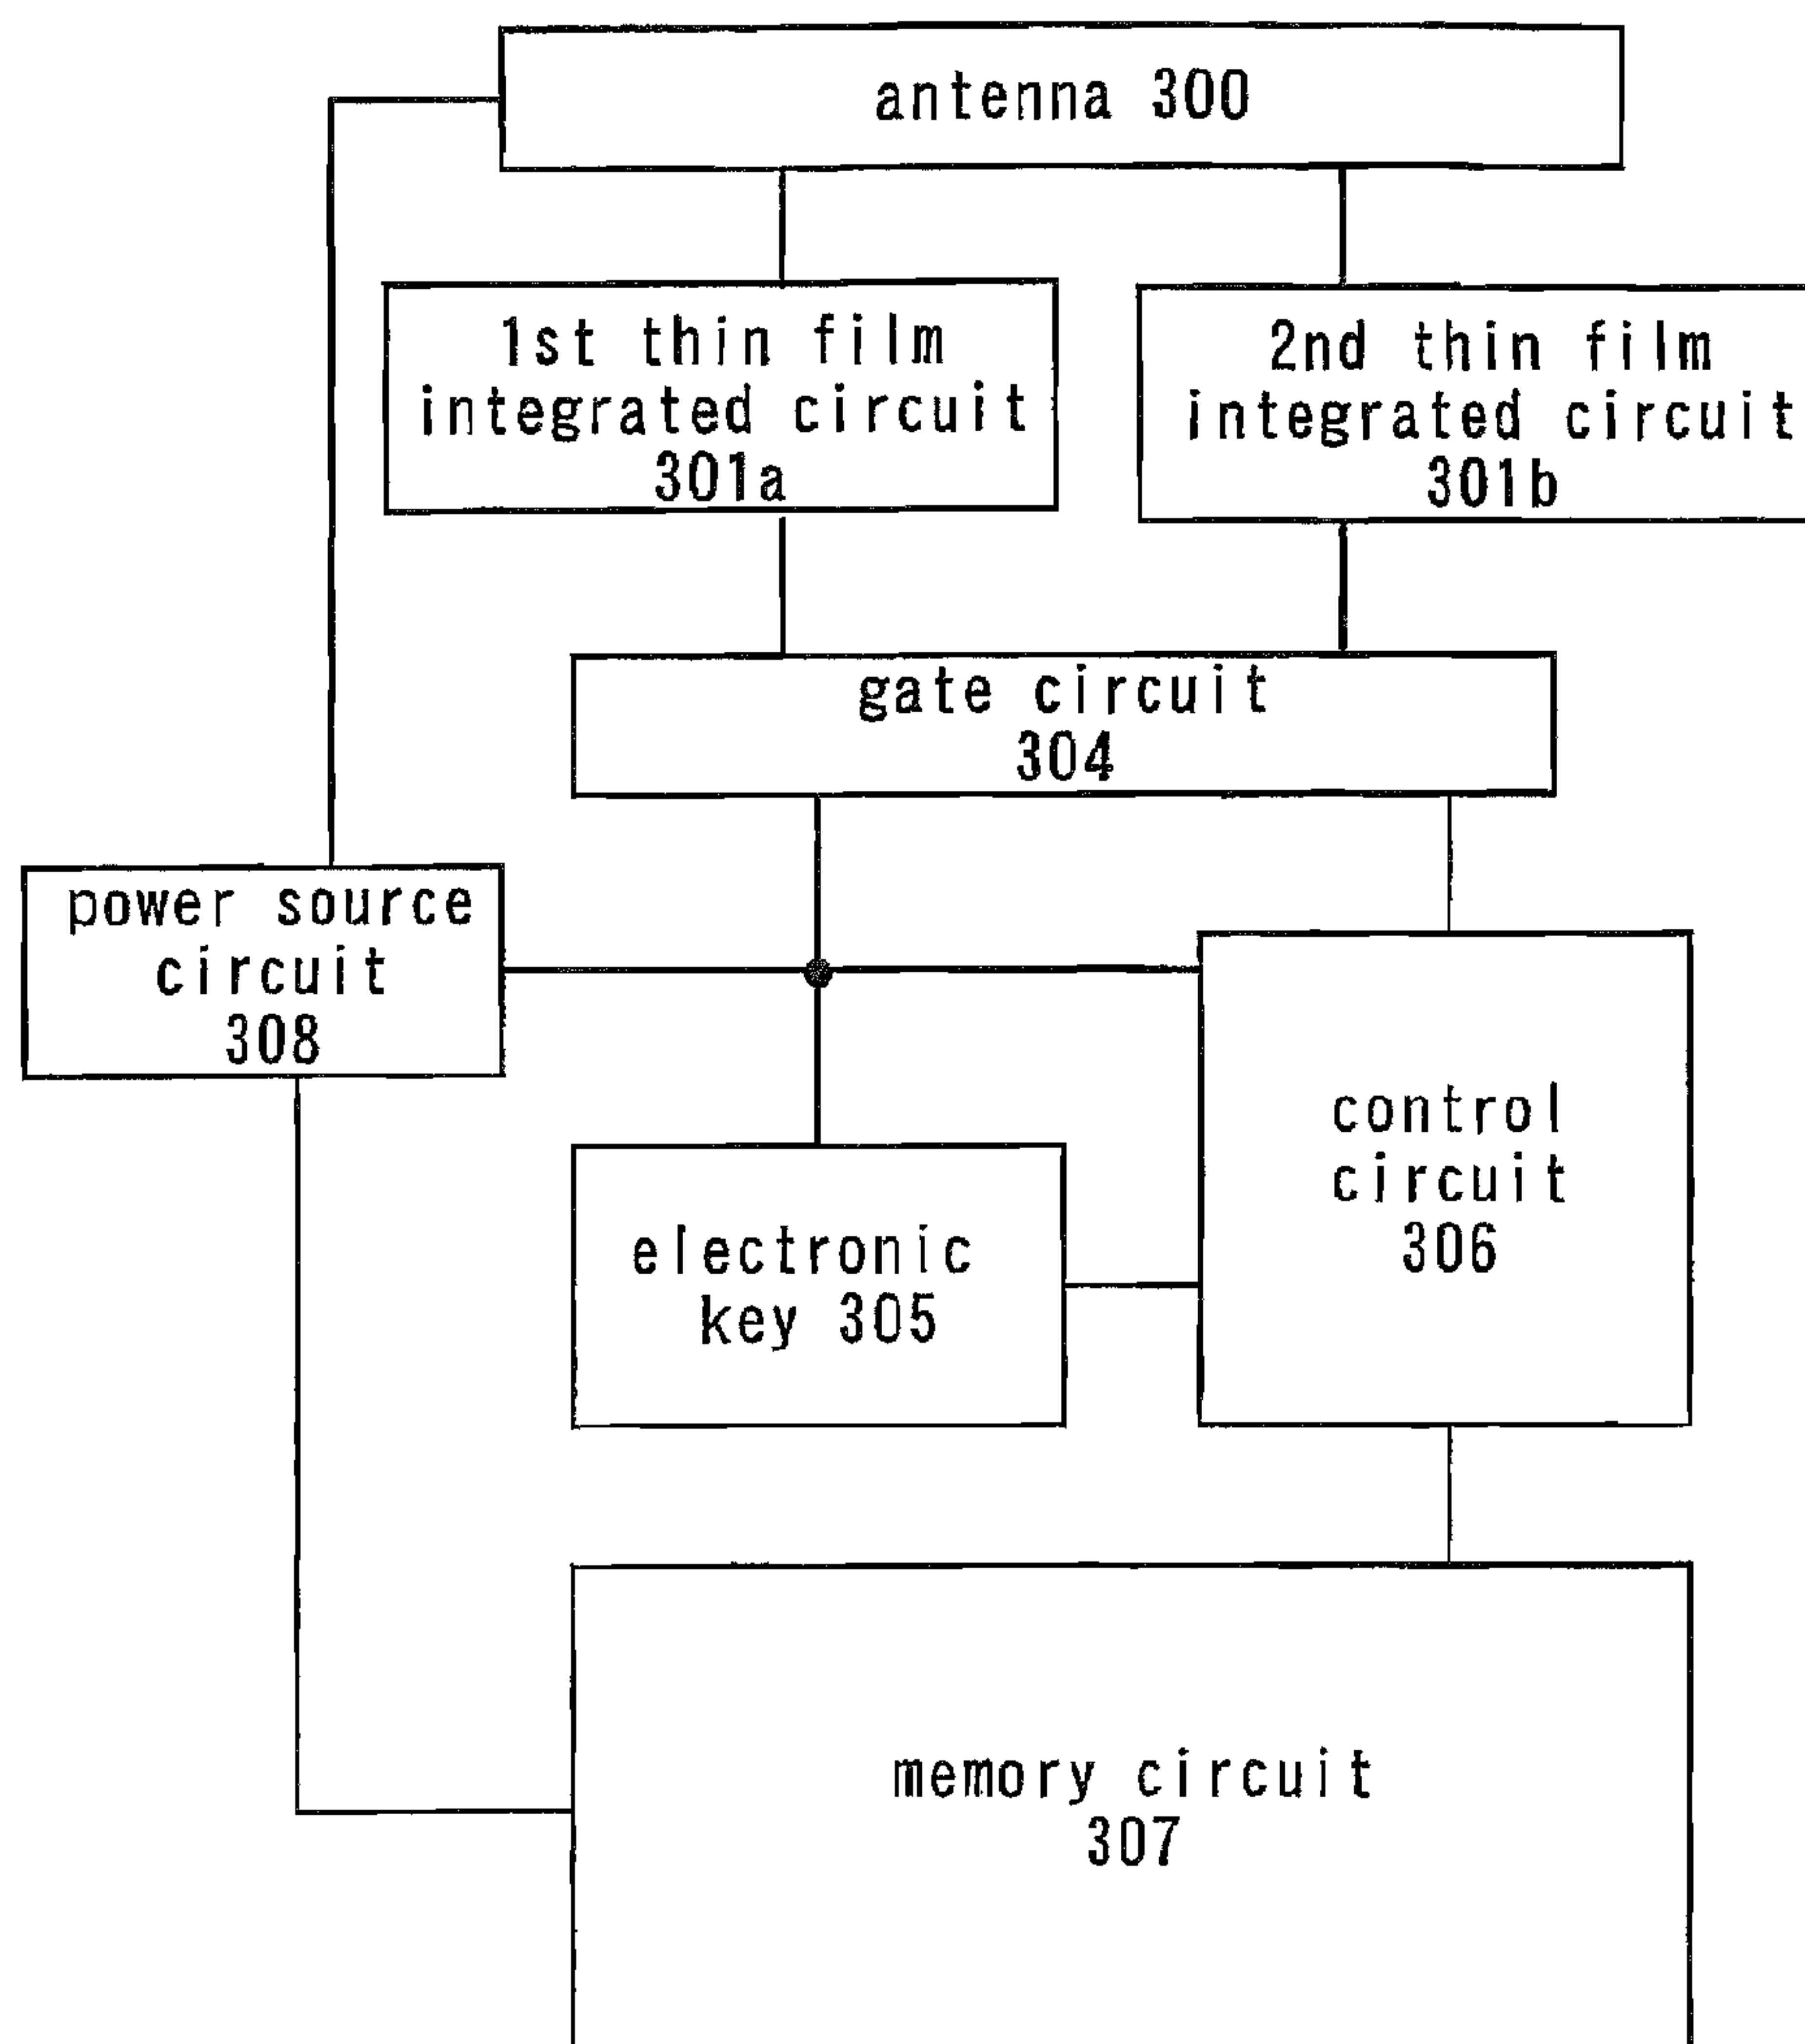 antenna 300
1st thin film
integrated circuit
301a
2nd thin film
integrated circuit
301b
gate circuit
304
power source
circuit
308
control
circuit
306
electronic
key 305
memory circuit
307